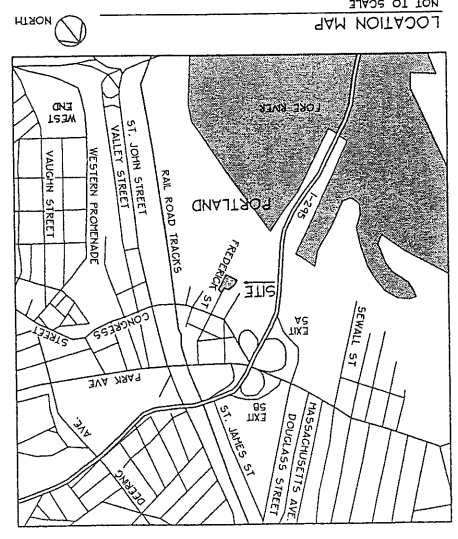 DEERING
AVE.
MASSACHUSETTS AVE.
DOUGLASS STREET
ST. JAMES ST
EXIT
5B
PARK AVE
SEWALL ST
EXIT
5A
CONGRESS
STREET
SITE
FREDERICK ST.
PORTLAND
I-295
RAIL ROAD TRACKS
ST. JOHN STREET
VALLEY STREET
WESTERN PROMENADE
VAUGHN STREET
FORE RIVER
WEST
END
LOCATION MAP
NOT TO SCALE
NORTH